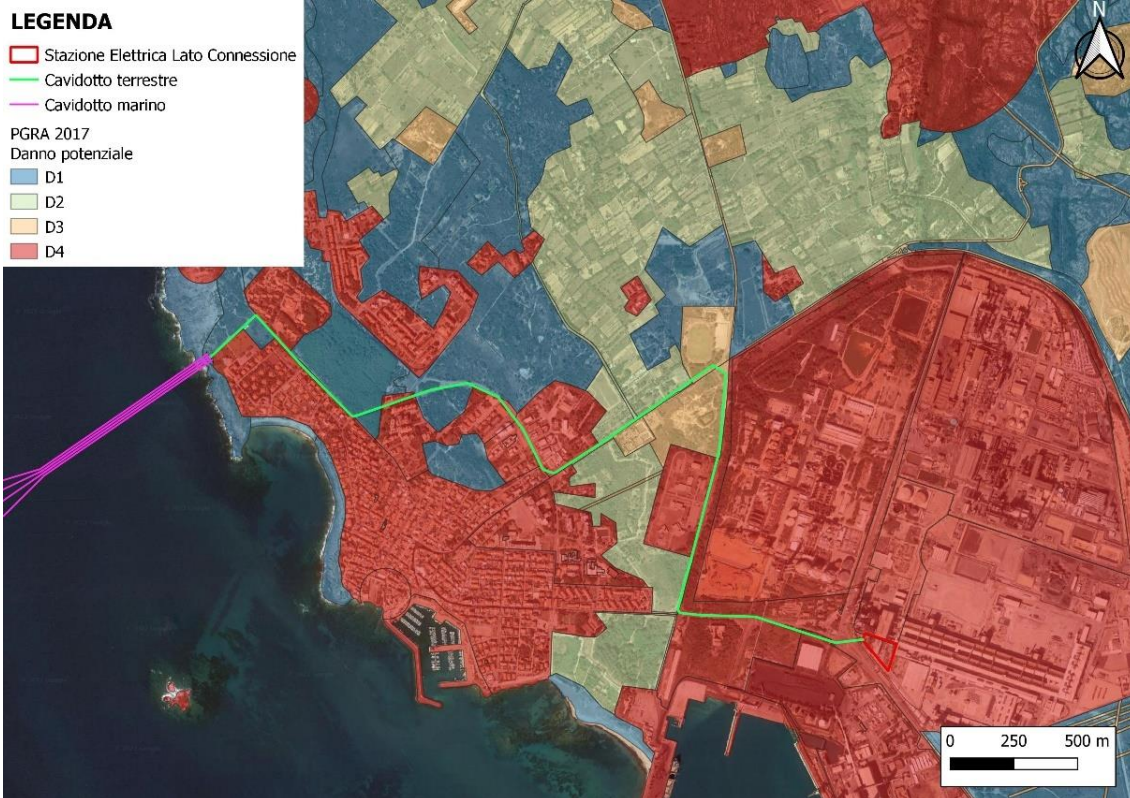 LEGENDA
Stazione Elettrica Lato Connessione
Cavidotto terrestre
Cavidotto marino
PGRA 2017
Danno potenziale
D1
D2
D3
D4
N
0 250 500 m